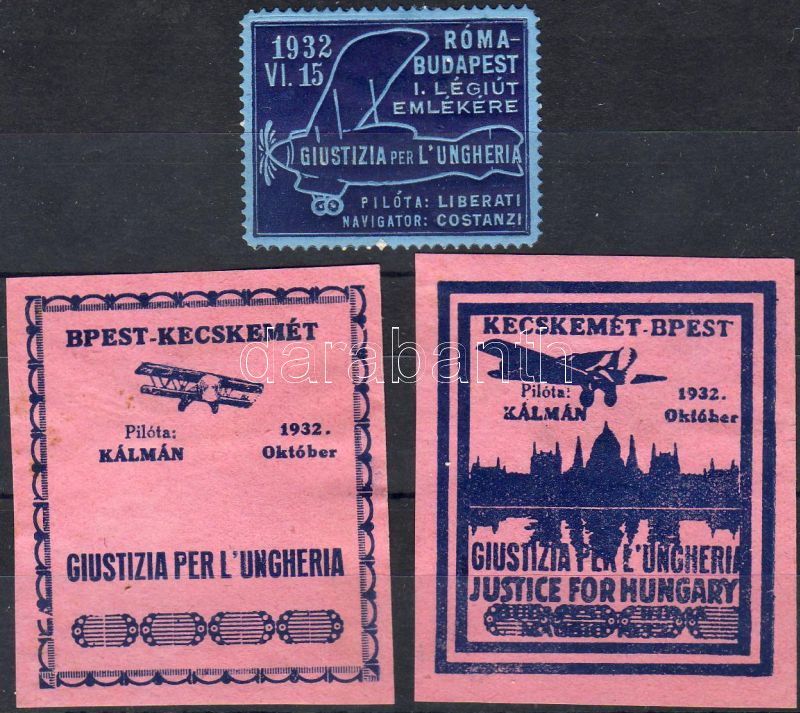 1932
VI. 15
RÓMA-
BUDAPEST
I. LÉGIÚT
EMLÉKÉRE
GIUSTIZIA PER L'UNGHERIA
PILÓTA: LIBERATI
NAVIGATOR: COSTANZI
BPEST-KECSKEMÉT
Pilóta:
KÁLMÁN
1932.
Október
GIUSTIZIA PER L'UNGHERIA
KECSKEMÉT-BPEST
Pilóta:
KÁLMÁN
1932.
Október
GIUSTIZIA PER L'UNGHERIA
JUSTICE FOR HUNGARY
darabanth